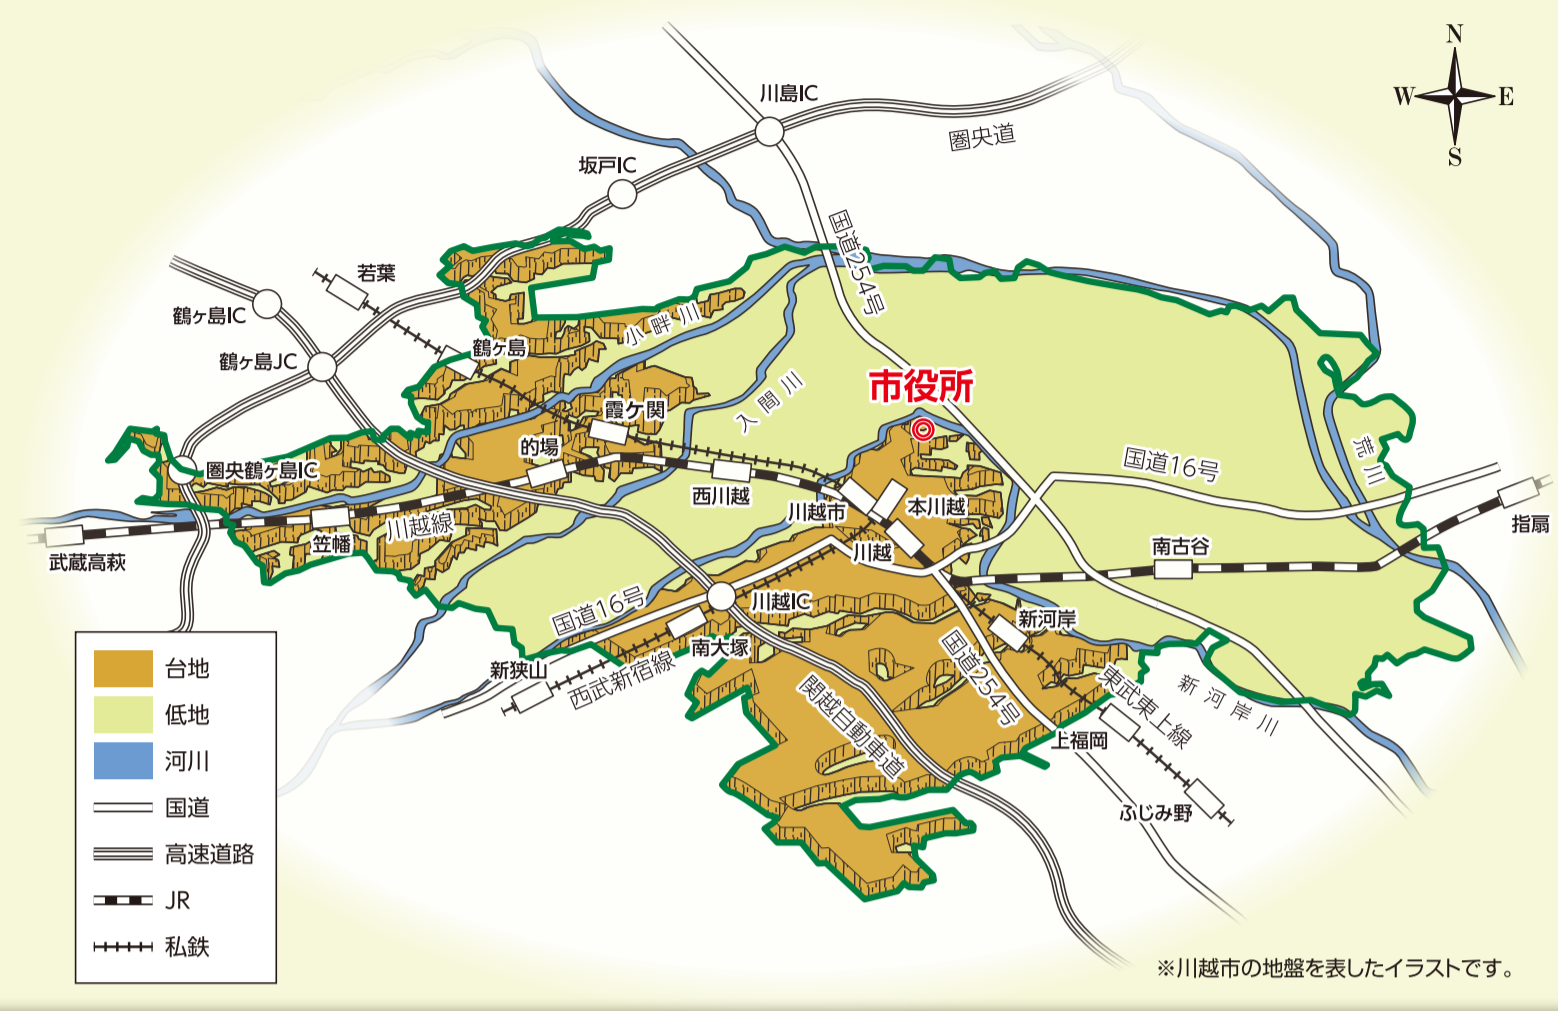 N
W
E
S
川島IC
圏央道
坂戸IC
国道254号
若葉
鶴ヶ島IC
鶴ヶ島JC
鶴ヶ島
小畔川
入間川
市役所
霞ケ関
的場
圏央鶴ヶ島IC
西川越
国道16号
荒川
川越市
本川越
指扇
武蔵高萩
笠幡
川越線
川越
南古谷
国道16号
川越IC
新河岸
南大塚
新狭山
西武新宿線
国道254号
関越自動車道
東武東上線
新河岸川
上福岡
ふじみ野
台地
低地
河川
国道
高速道路
JR
私鉄
※川越市の地盤を表したイラストです。